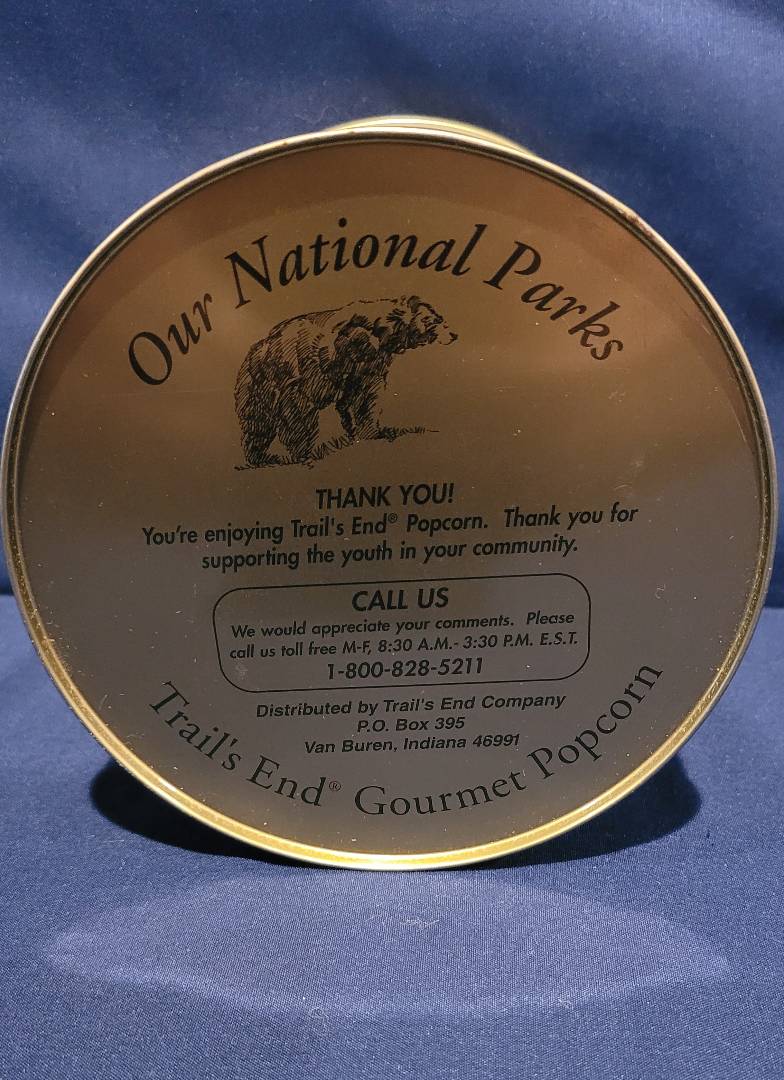 Our National Parks
THANK YOU!
You're enjoying Trail's End® Popcorn. Thank you for
supporting the youth in your community.
CALL US
We would appreciate your comments. Please
call us toll free M-F, 8:30 A.M.- 3:30 P.M. E.S.T.
1-800-828-5211
Distributed by Trail's End Company
P.O. Box 395
Van Buren, Indiana 46991
Trail's End® Gourmet Popcorn